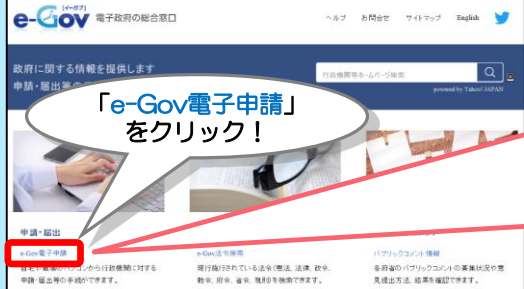 [イーガブ]
e-Gov 電子政府の総合窓口
ヘルプ お問合せ サイトマップ English
政府に関する情報を提供します
行政機関等ホームページ検索
powered by Yahoo! JAPAN
申請・届出等の
「e-Gov電子申請」
をクリック！
申請・届出
e-Gov電子申請
パソコンから行政機関に対する
申請・届出等の手続ができます。
e-Gov法令検索
現行施行されている法令(憲法、法律、政令、
勅令、府令、省令、規則)を検索できます。
パブリックコメント情報
各府省のパブリックコメントの募集状況や意
見提出方法、結果を確認できます。